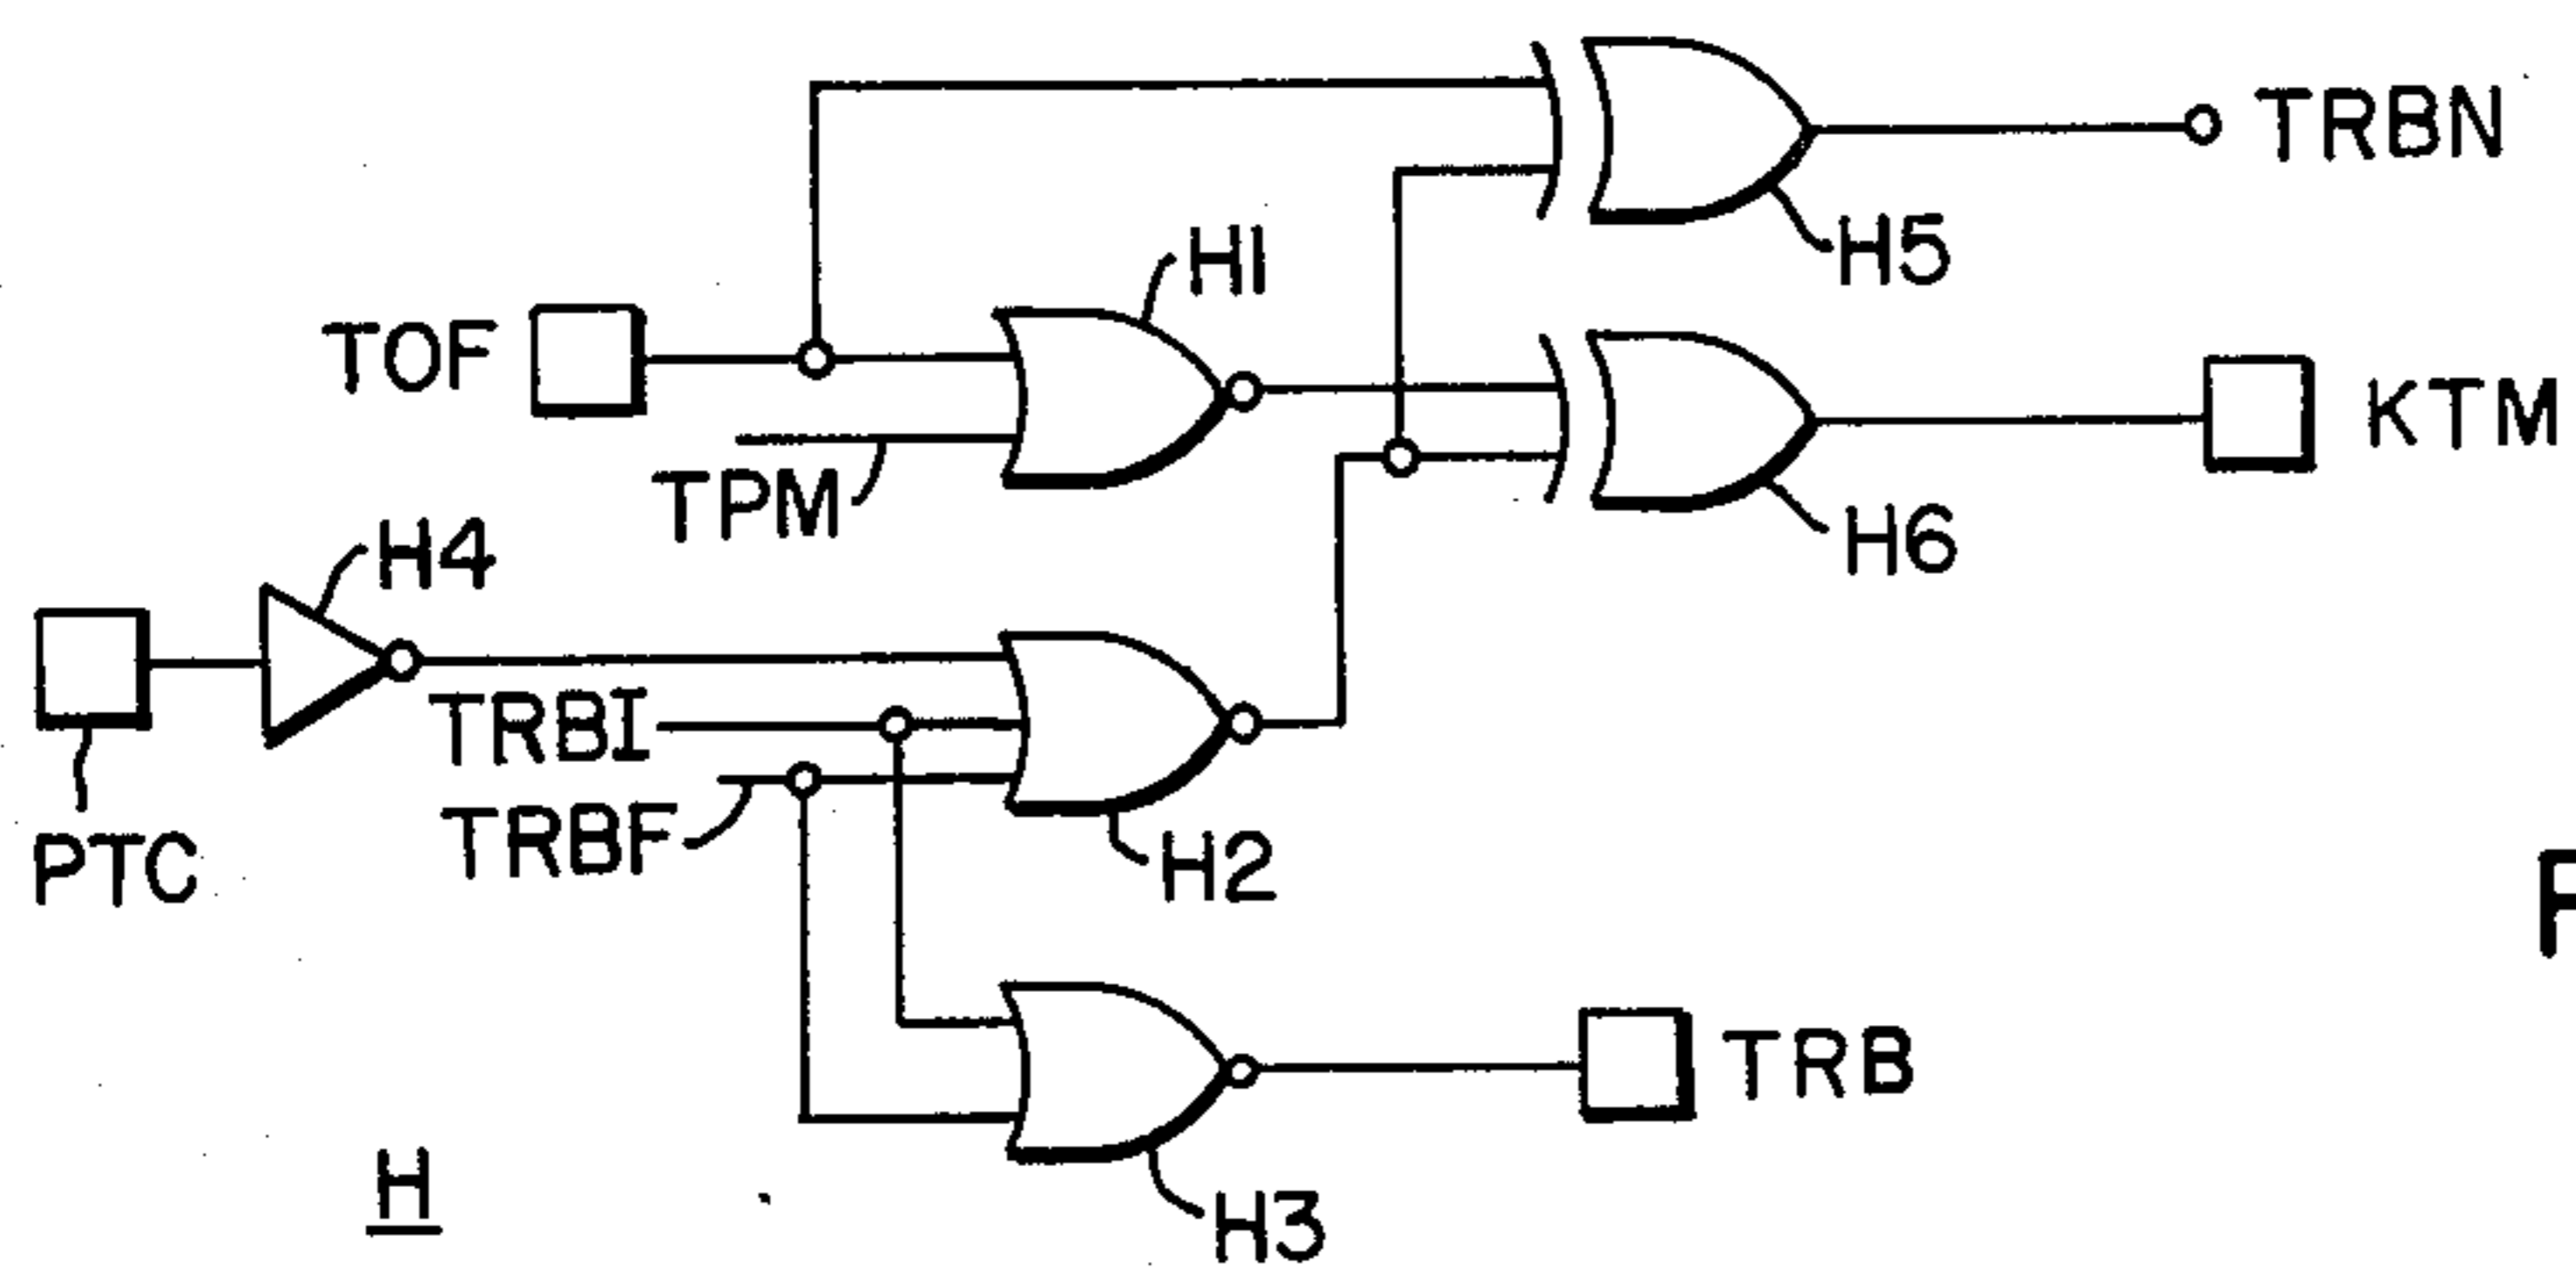 TRBN
H5
H1
TOF
KTM
TPM
H6
H4
TRBI
TRBF
PTC
H2
TRB
H
H3